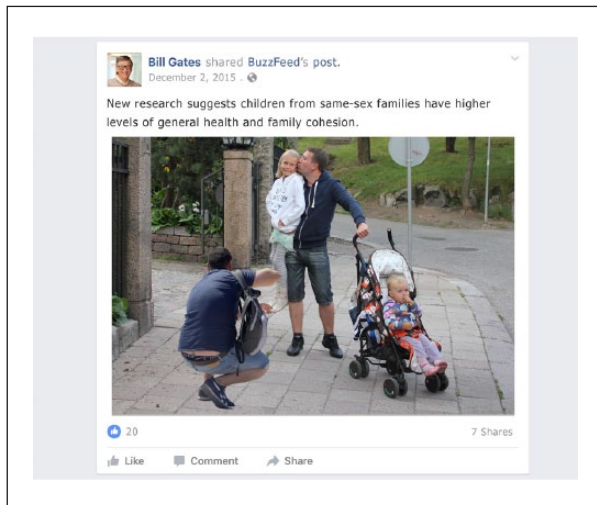 Bill Gates shared BuzzFeed's post.
December 2, 2015 .
New research suggests children from same-sex families have higher
levels of general health and family cohesion.
20
7 Shares
Like Comment Share